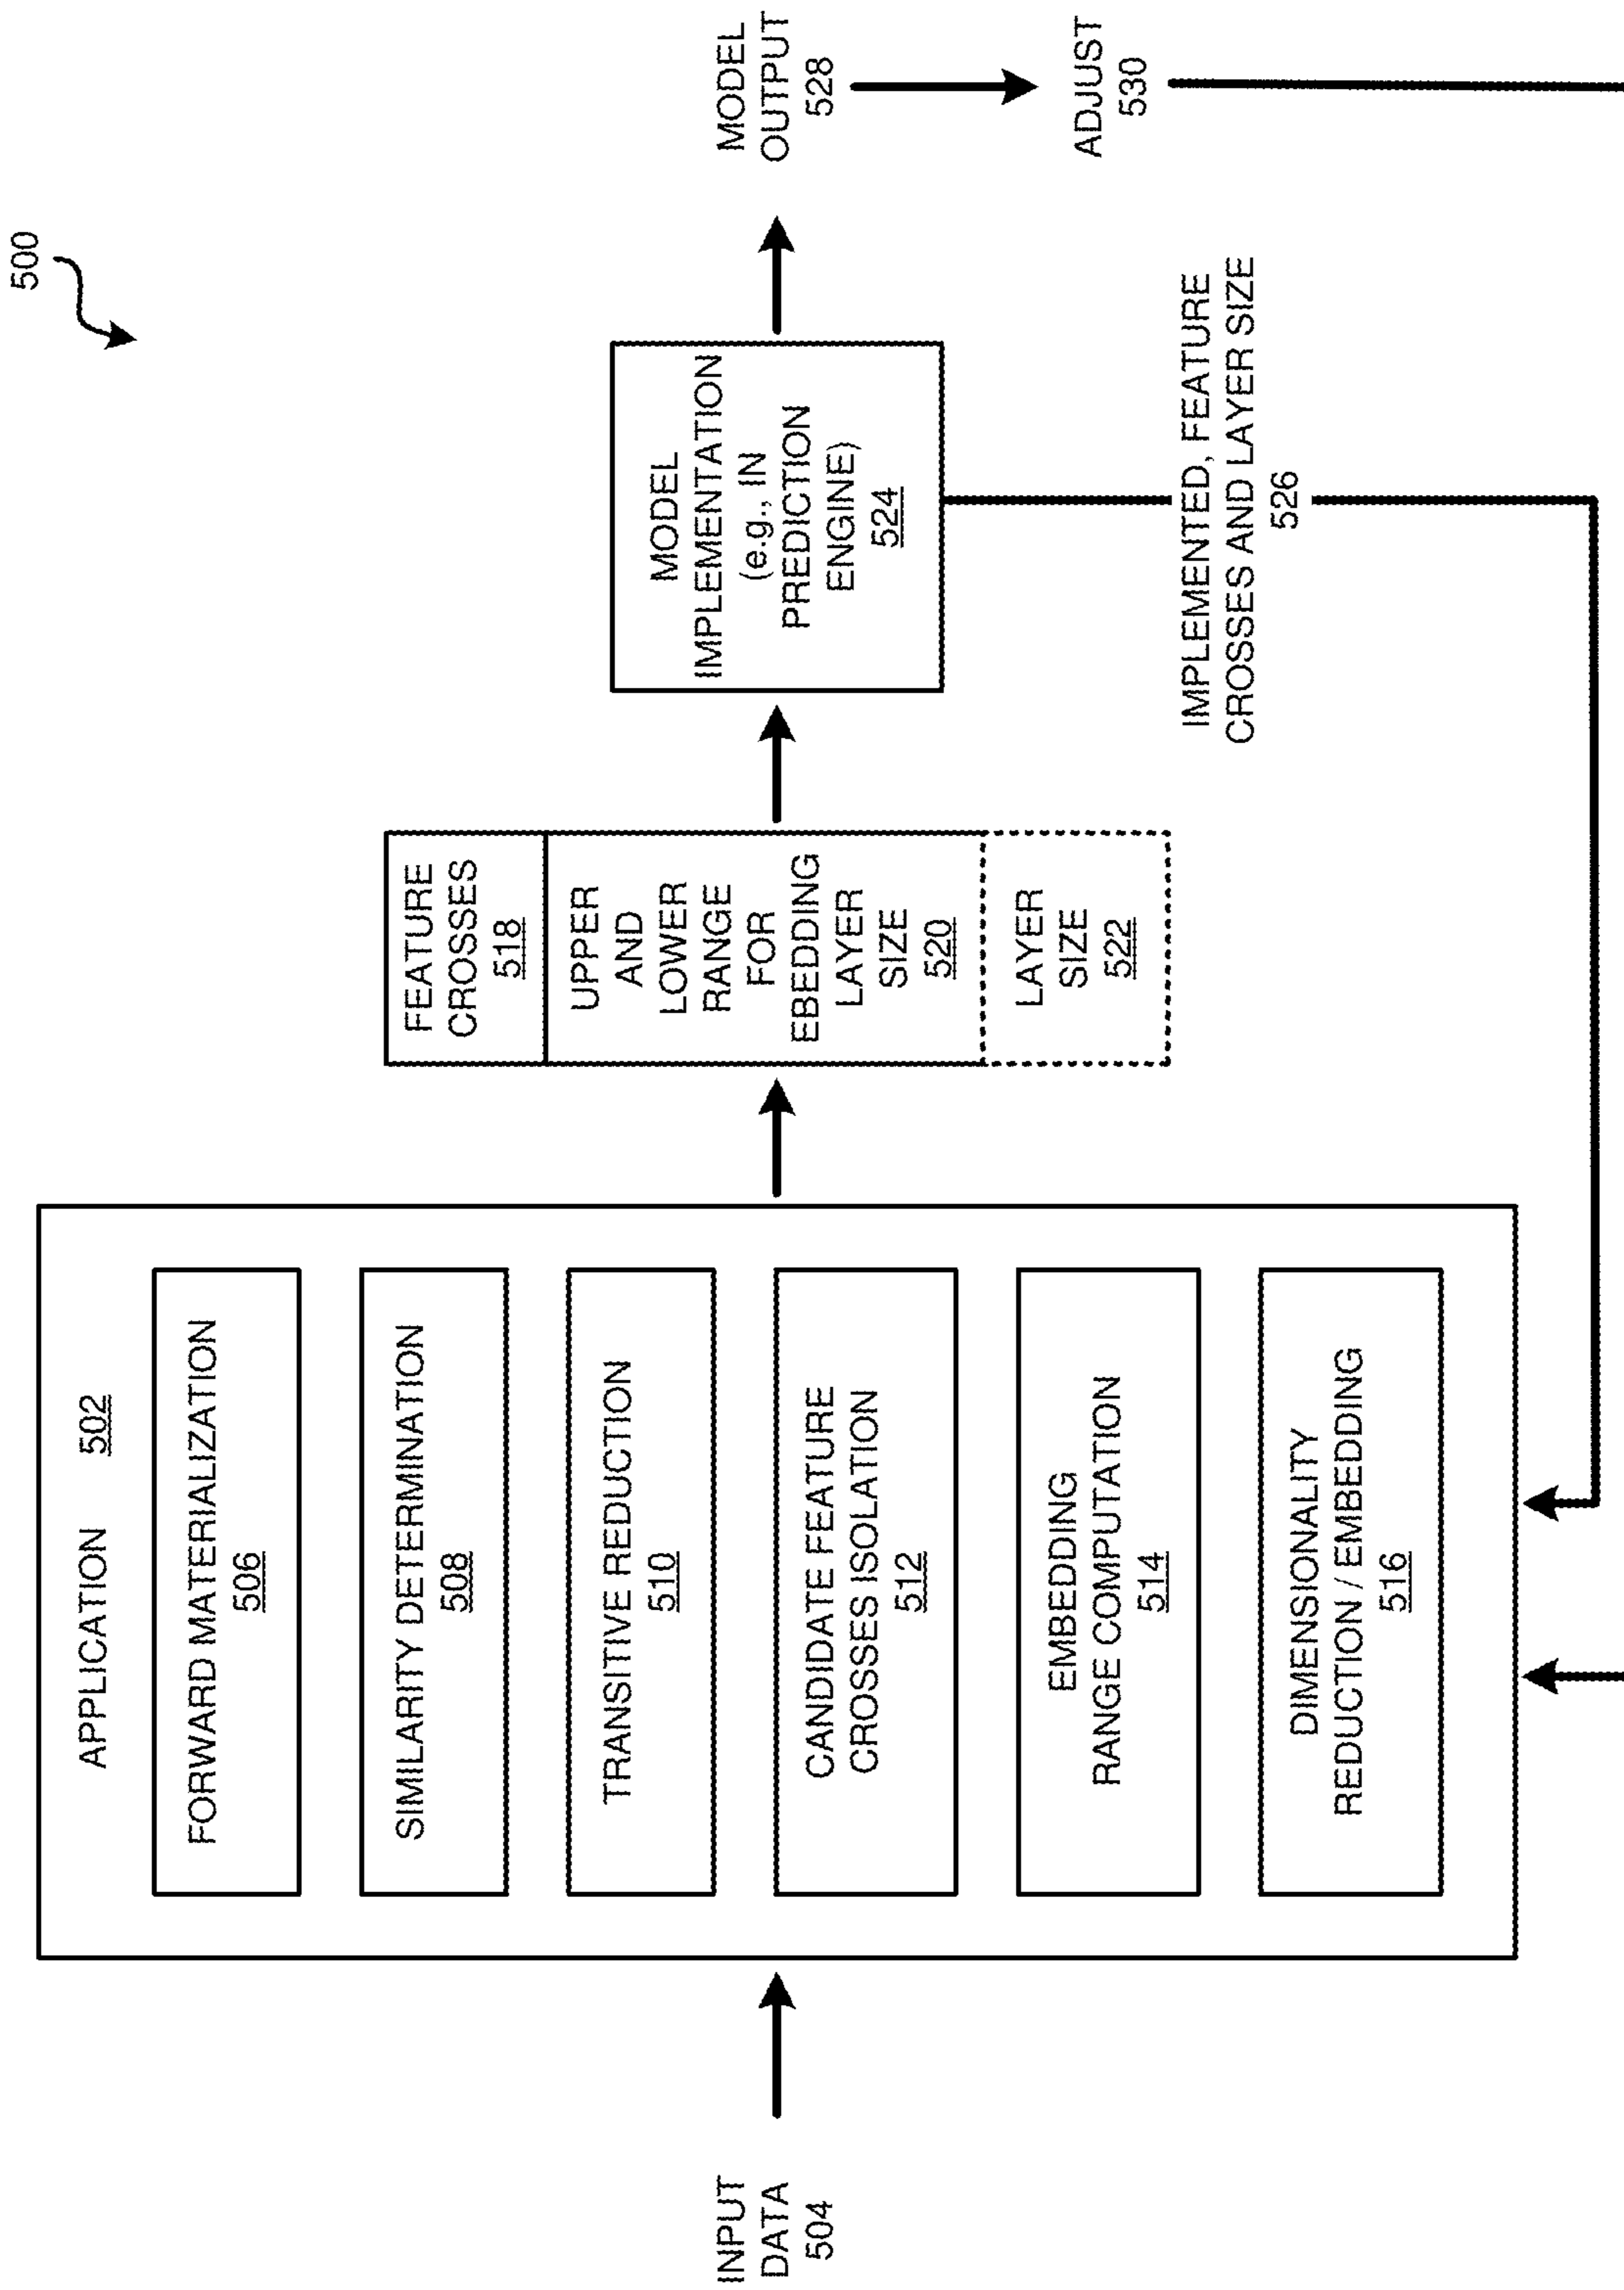 500
APPLICATION 502
FORWARD MATERIALIZATION
506
SIMILARITY DETERMINATION
508
TRANSITIVE REDUCTION
510
CANDIDATE FEATURE
CROSSES ISOLATION
512
EMBEDDING
RANGE COMPUTATION
514
DIMENSIONALITY
REDUCTION / EMBEDDING
516
INPUT
DATA
504
FEATURE
CROSSES
518
UPPER
AND
LOWER
RANGE
FOR
EBEDDING
LAYER
SIZE
520
LAYER
SIZE
522
MODEL
IMPLEMENTATION
(e.g., IN
PREDICTION
ENGINE)
524
MODEL
OUTPUT
528
ADJUST
530
IMPLEMENTED, FEATURE
CROSSES AND LAYER SIZE
526